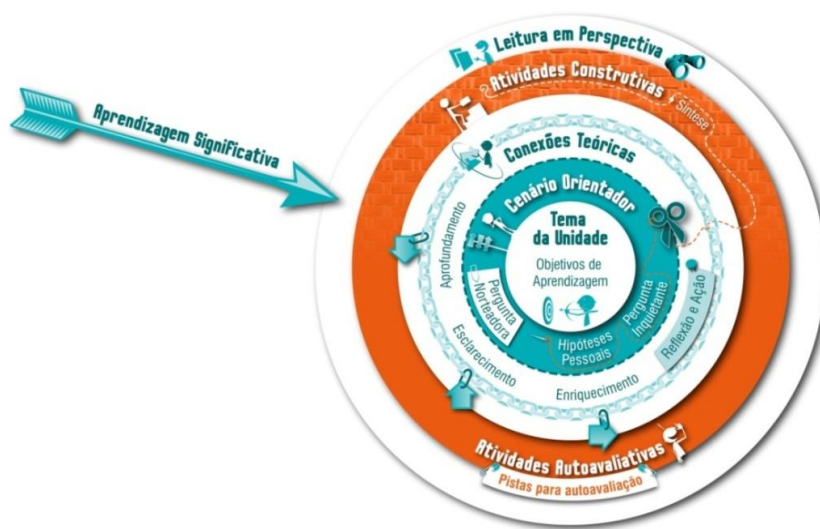 Leitura em Perspectiva
Atividades Construtivas
Síntese
Aprendizagem Significativa
Conexões Teóricas
Cenário Orientador
Tema
da Unidade
Objetivos de
Aprendizagem
Aprofundamento
Pergunta
Norteadora
Hipóteses
Pessoais
Pergunta
Inquietante
Reflexão e Ação
Esclarecimento
Enriquecimento
Atividades Autoavaliativas
Pistas para autoavaliação